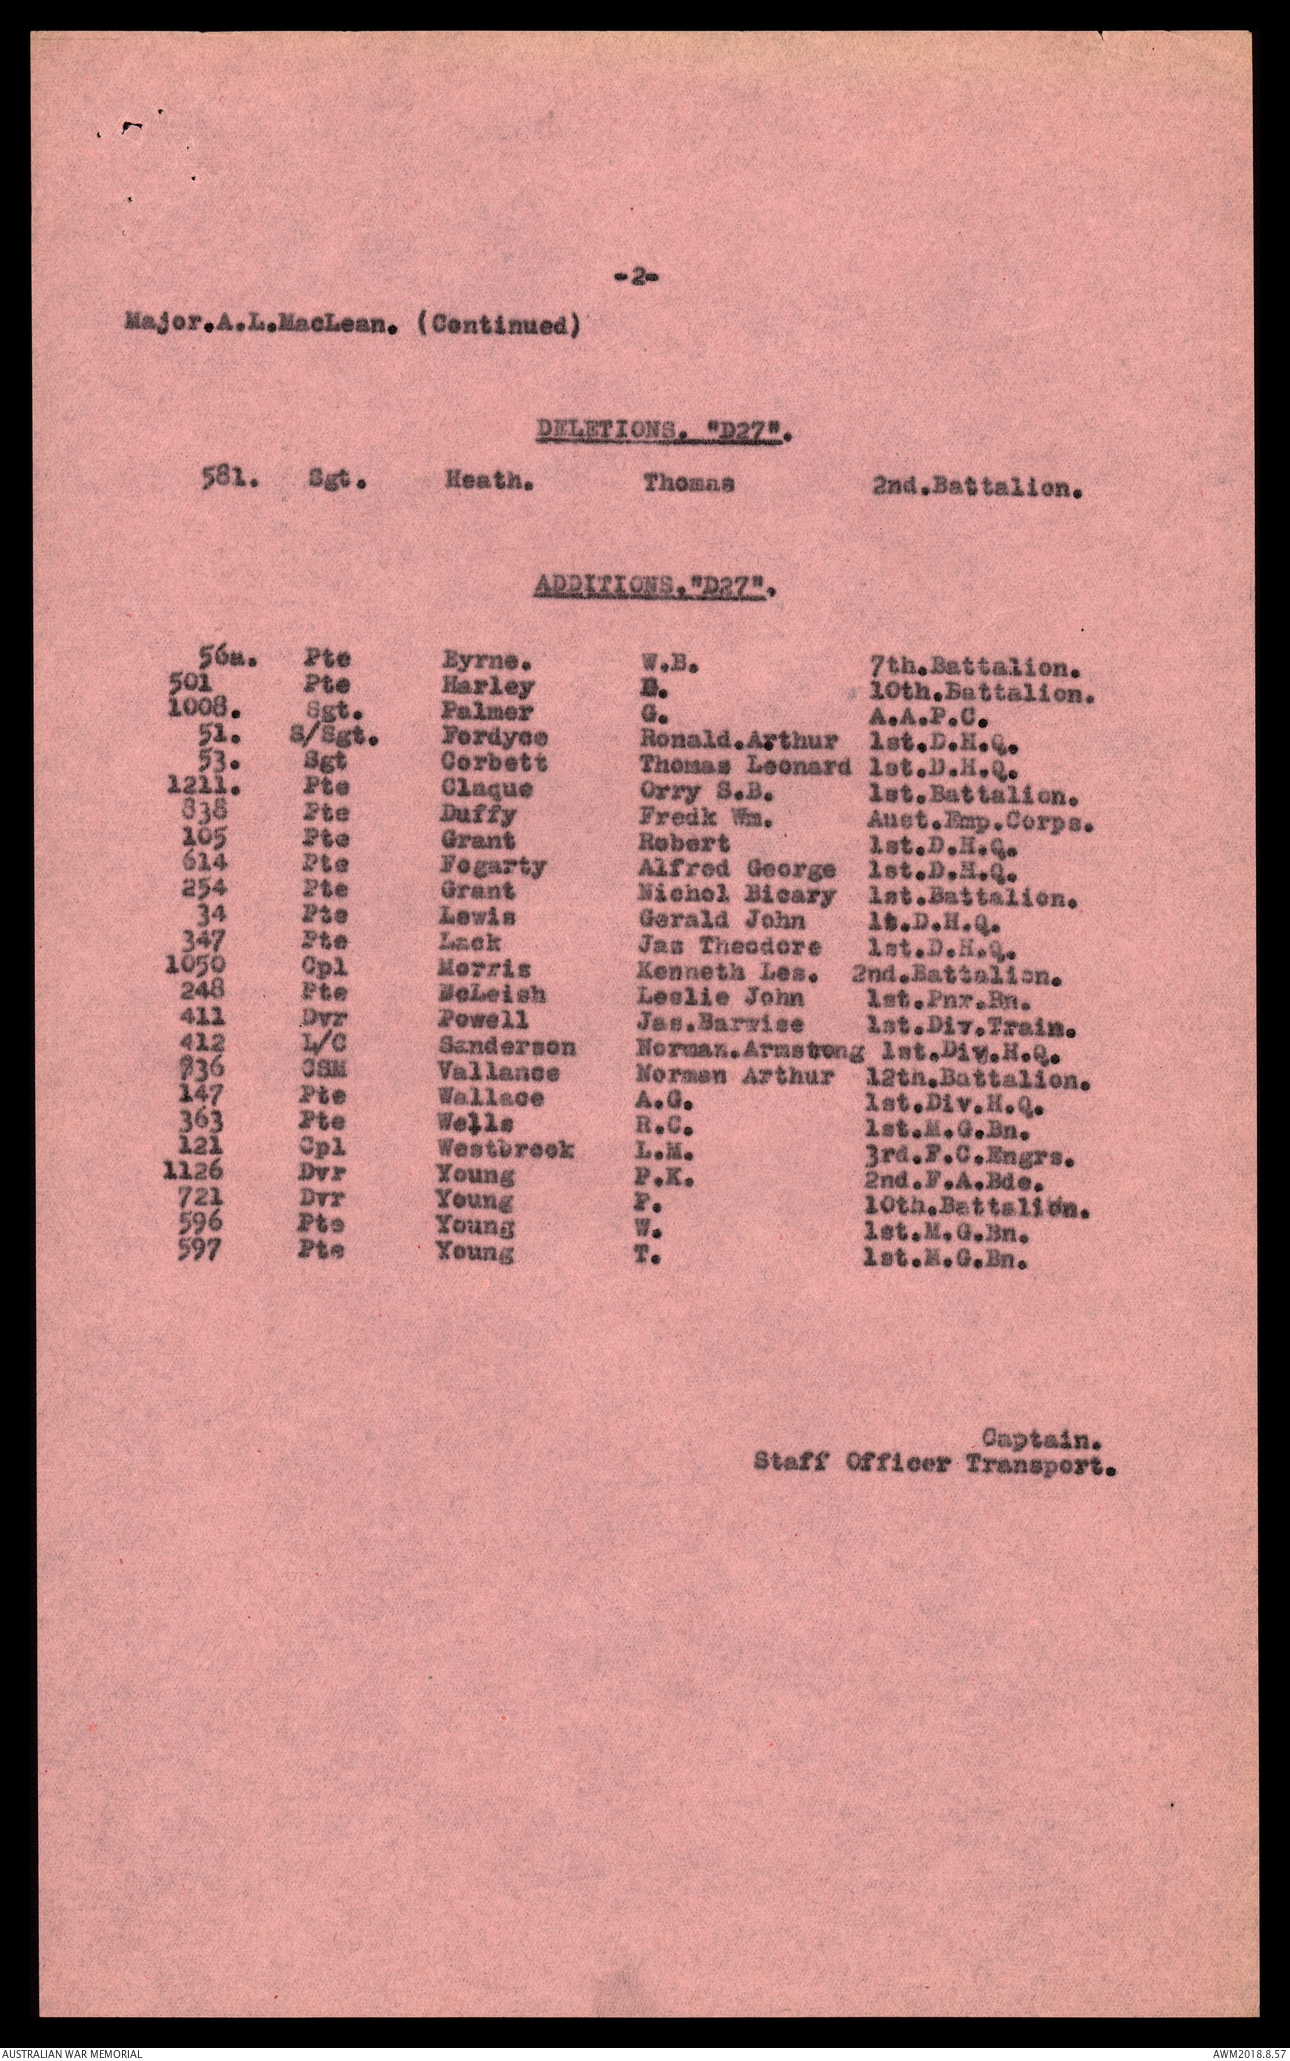 -2-
Major.A.L.MacLean. (Continued)
DELETIONS. "D27".
581. Sgt. Heath. Thomas 2nd.Battalion.
ADDITIONS."D27".
56a. Pte Byrne. W.B. 7th.Battalion.
501 Pte Harley 10th.Battalion.
1008. Sgt. Palmer G. A.A.P.C.
51. S/Sgt. Fordyce Ronald.Arthur 1st.D.H.Q.
53. Sgt Corbett Thomas Leonard 1st.D.H.Q.
1211. Pte Claque Orry S.B. 1st.Battalion.
838 Pte Duffy Fredk Wm. Aust.Emp.Corps.
105 Pte Grant Robert 1st.D.H.Q.
614 Pte Fogarty Alfred George 1st.D.H.Q.
254 Pte Grant Nichol Bicary 1st.Battalion.
34 Pte Lewis Gerald John 1t.D.H.Q.
347 Pte Lack Jas Theodore 1st.D.H.Q.
1050 Cpl Morris Kenneth Les. 2nd.Battalion.
248 Pte McLeish Leslie John 1st.Pnr.Bn.
411 Dvr Powell Jas.Barwise 1st.Div.Train.
412 L/C Sanderson Norman.Armstrong 1st.Div.H.Q.
CSM Vallance Norman Arthur 12th.Battalion.
147 Pte Wallace A.G. 1st.Div.H.Q.
363 Pte Wells R.C. 1st.M.G.Bn.
121 Cpl Westbrook L.M. 3rd.F.C.Engrs.
1126 Dvr Young P.K. 2nd.F.A.Bde.
721 Dvr Young F. 10th.Battalion.
596 Pte Young W. 1st.M.G.Bn.
597 Pte Young T. 1st.M.G.Bn.
Captain.
Staff Officer Transport.
AUSTRALIAN WAR MEMORIAL AWM2018.8.57